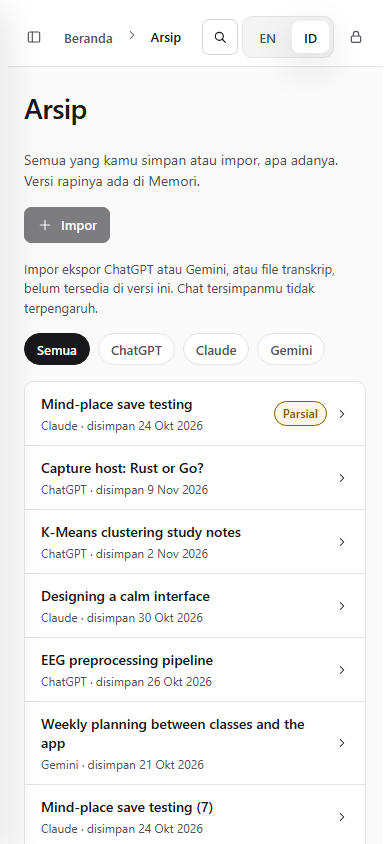 Beranda > Arsip EN ID
Arsip
Semua yang kamu simpan atau impor, apa adanya.
Versi rapinya ada di Memori.
+ Impor
Impor ekspor ChatGPT atau Gemini, atau file transkrip,
belum tersedia di versi ini. Chat tersimpanmu tidak
terpengaruh.
Semua ChatGPT Claude Gemini
Mind-place save testing
Claude · disimpan 24 Okt 2026
Parsial
Capture host: Rust or Go?
ChatGPT · disimpan 9 Nov 2026
K-Means clustering study notes
ChatGPT · disimpan 2 Nov 2026
Designing a calm interface
Claude · disimpan 30 Okt 2026
EEG preprocessing pipeline
ChatGPT · disimpan 26 Okt 2026
Weekly planning between classes and the
app
Gemini · disimpan 21 Okt 2026
Mind-place save testing (7)
Claude · disimpan 24 Okt 2026